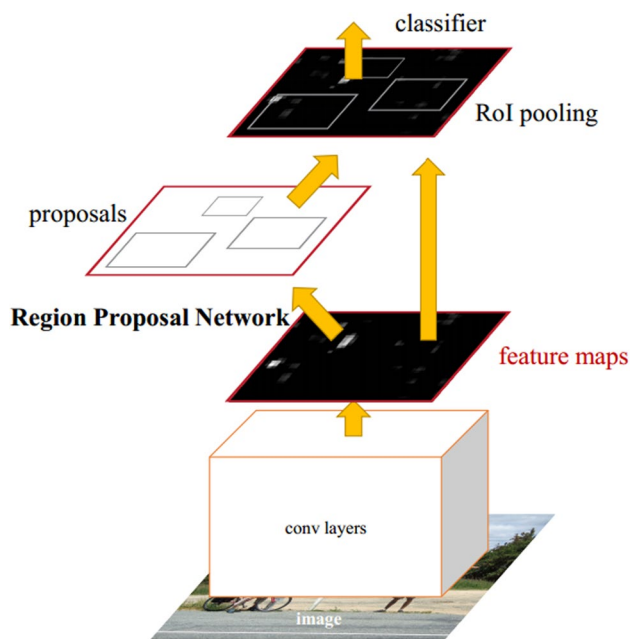 classifier
RoI pooling
proposals
Region Proposal Network
feature maps
conv layers
image